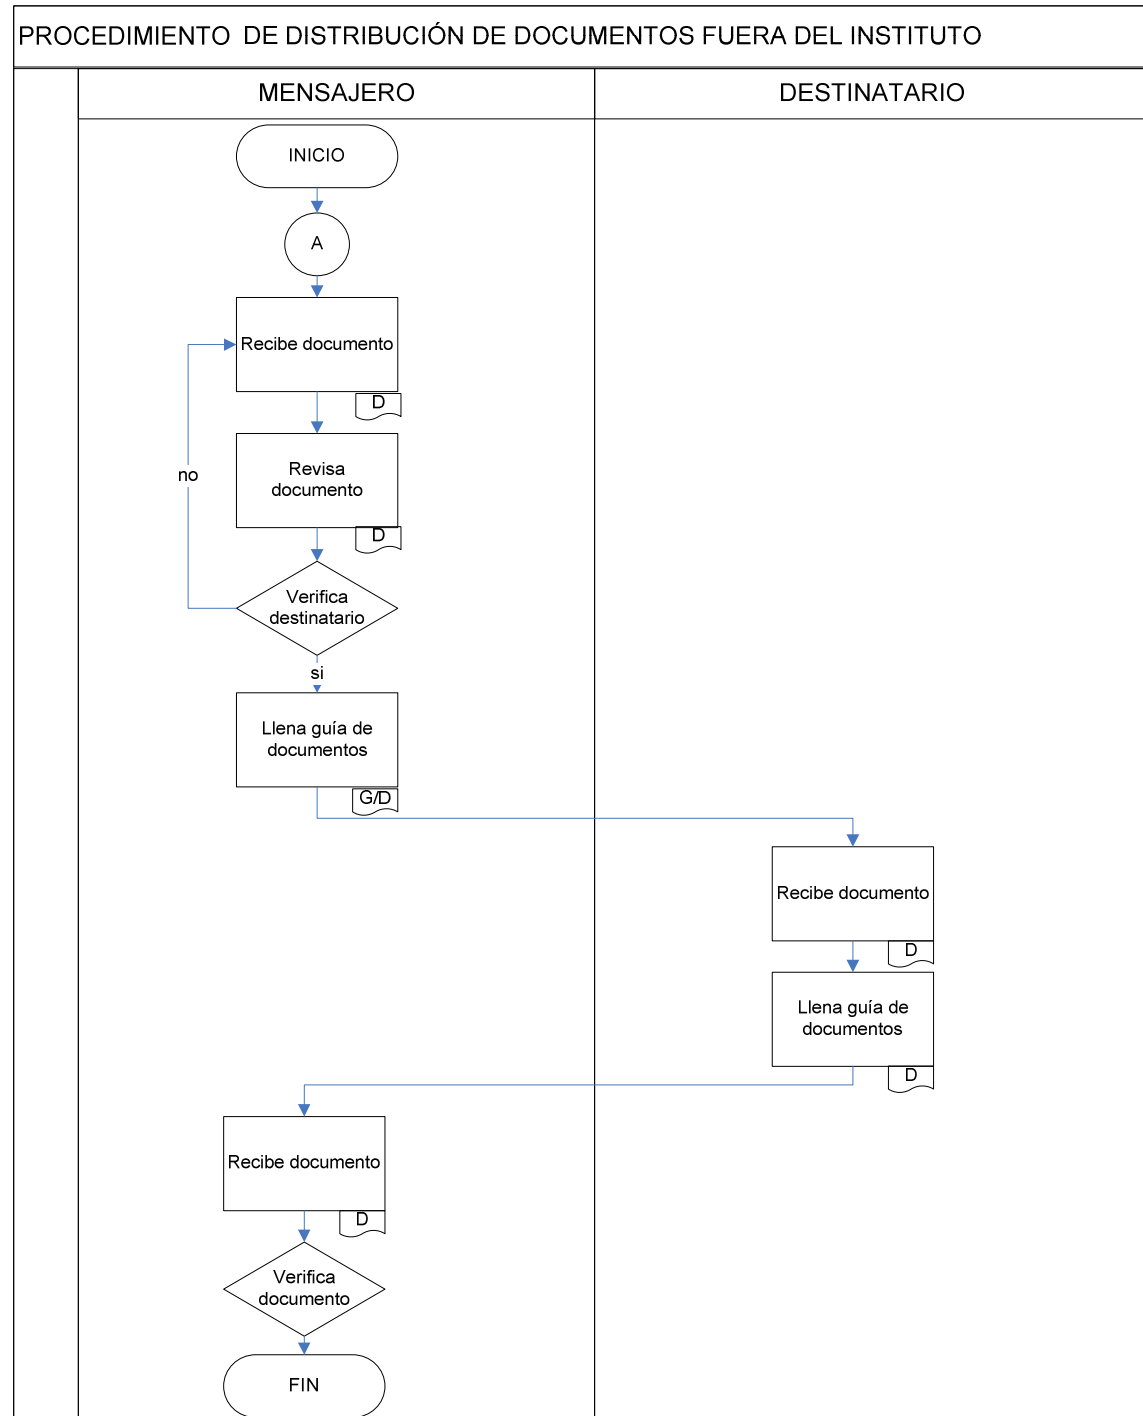 PROCEDIMIENTO DE DISTRIBUCIÓN DE DOCUMENTOS FUERA DEL INSTITUTO
MENSAJERO
DESTINATARIO
INICIO
A
Recibe documento
D
no
Revisa
documento
D
Verifica
destinatario
si
Llena guía de
documentos
G/D
Recibe documento
D
Llena guía de
documentos
D
Recibe documento
D
Verifica
documento
FIN